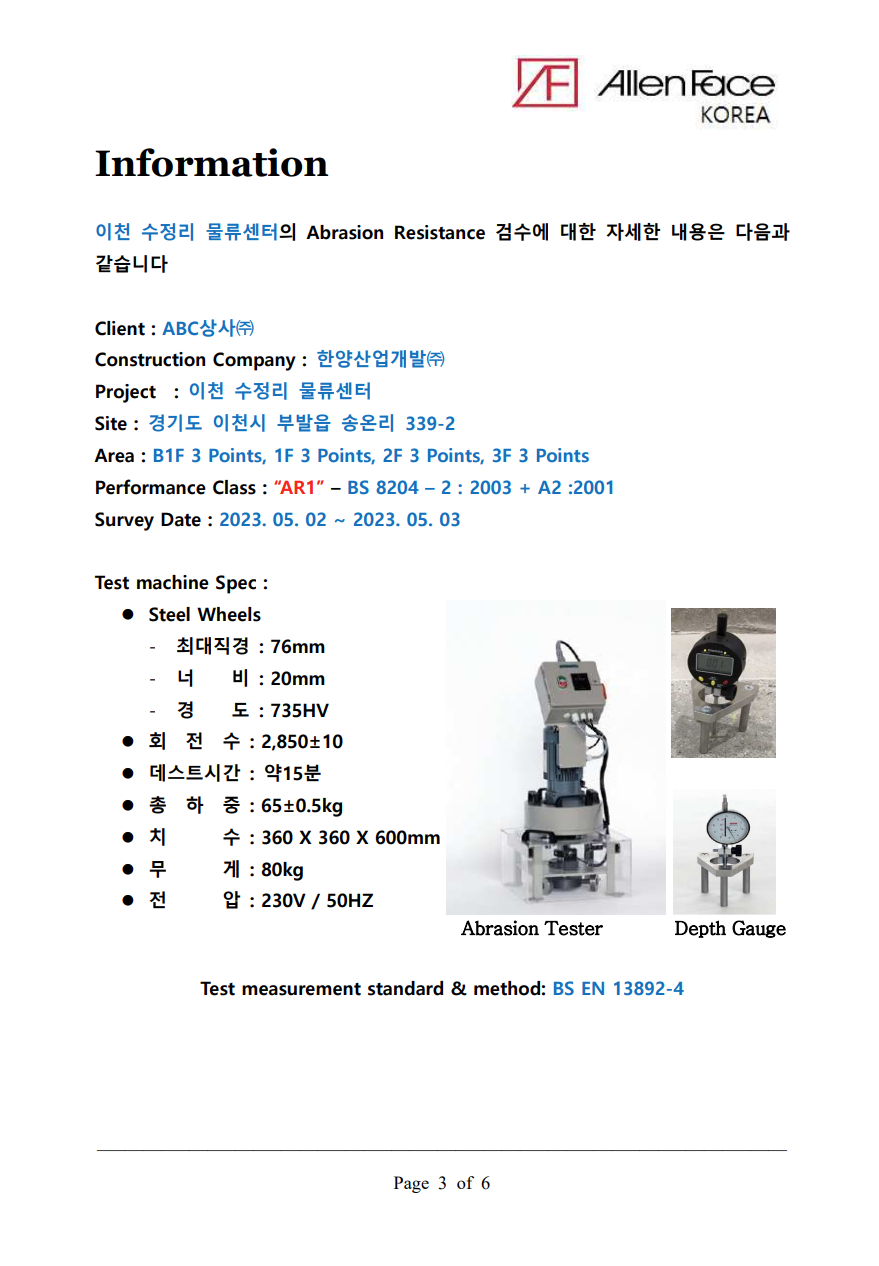 AllenFace
KOREA
Information
이천 수정리 물류센터의 Abrasion Resistance 검수에 대한 자세한 내용은 다음과
같습니다
Client : ABC상사㈜
Construction Company : 한양산업개발㈜
Project : 이천 수정리 물류센터
Site : 경기도 이천시 부발읍 송온리 339-2
Area : B1F 3 Points, 1F 3 Points, 2F 3 Points, 3F 3 Points
Performance Class : “AR1” – BS 8204 – 2 : 2003 + A2 :2001
Survey Date : 2023. 05. 02 ~ 2023. 05. 03
Test machine Spec :
● Steel Wheels
- 최대직경 : 76mm
- 너 비 : 20mm
- 경 도 : 735HV
● 회 전 수 : 2,850±10
● 데스트시간 : 약15분
● 총 하 중 : 65±0.5kg
● 치 수 : 360 X 360 X 600mm
● 무 게 : 80kg
● 전 압 : 230V / 50HZ
Abrasion Tester
Depth Gauge
Test measurement standard & method: BS EN 13892-4
Page 3 of 6